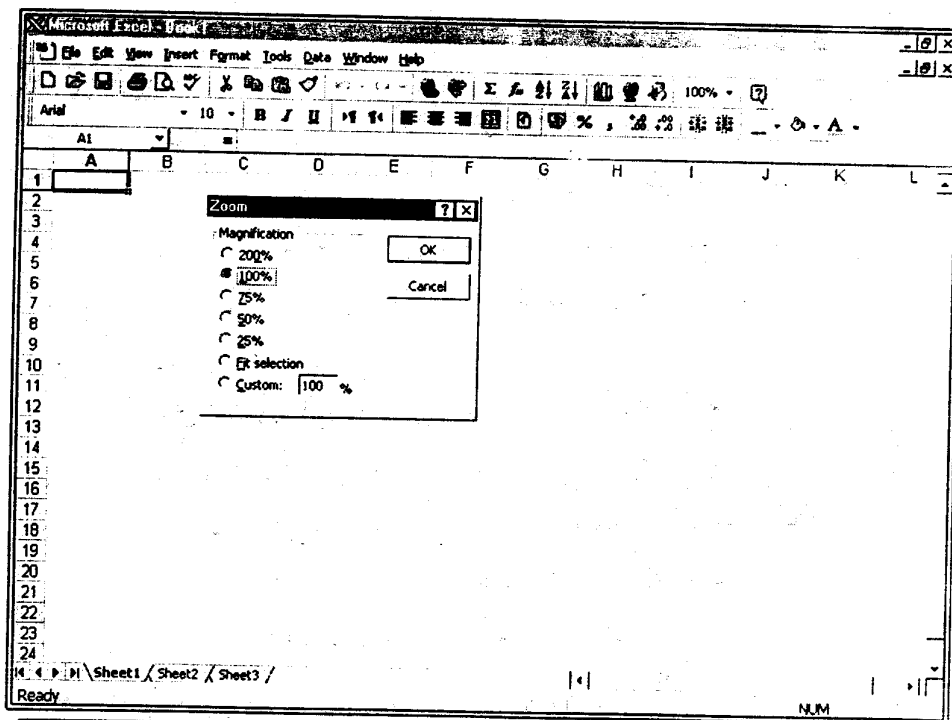 Microsoft Excel - Book1
File Edit View Insert Format Tools Data Window Help
100%
Arial 10 B I U % ,
A1 =
A B C D E F G H I J K L
1
2
3
4
5
6
7
8
9
10
11
12
13
14
15
16
17
18
19
20
21
22
23
24
Zoom
Magnification
200%
100%
75%
50%
25%
Fit selection
Custom: 100 %
OK
Cancel
Sheet1 Sheet2 Sheet3
Ready NUM